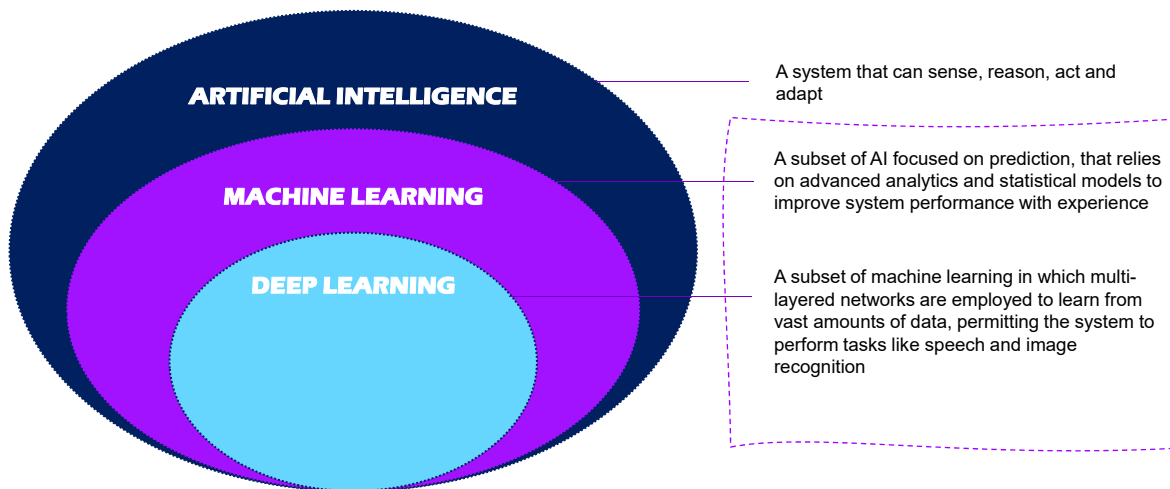 ARTIFICIAL INTELLIGENCE
A system that can sense, reason, act and
adapt
MACHINE LEARNING
A subset of AI focused on prediction, that relies
on advanced analytics and statistical models to
improve system performance with experience
DEEP LEARNING
A subset of machine learning in which multi-
layered networks are employed to learn from
vast amounts of data, permitting the system to
perform tasks like speech and image
recognition